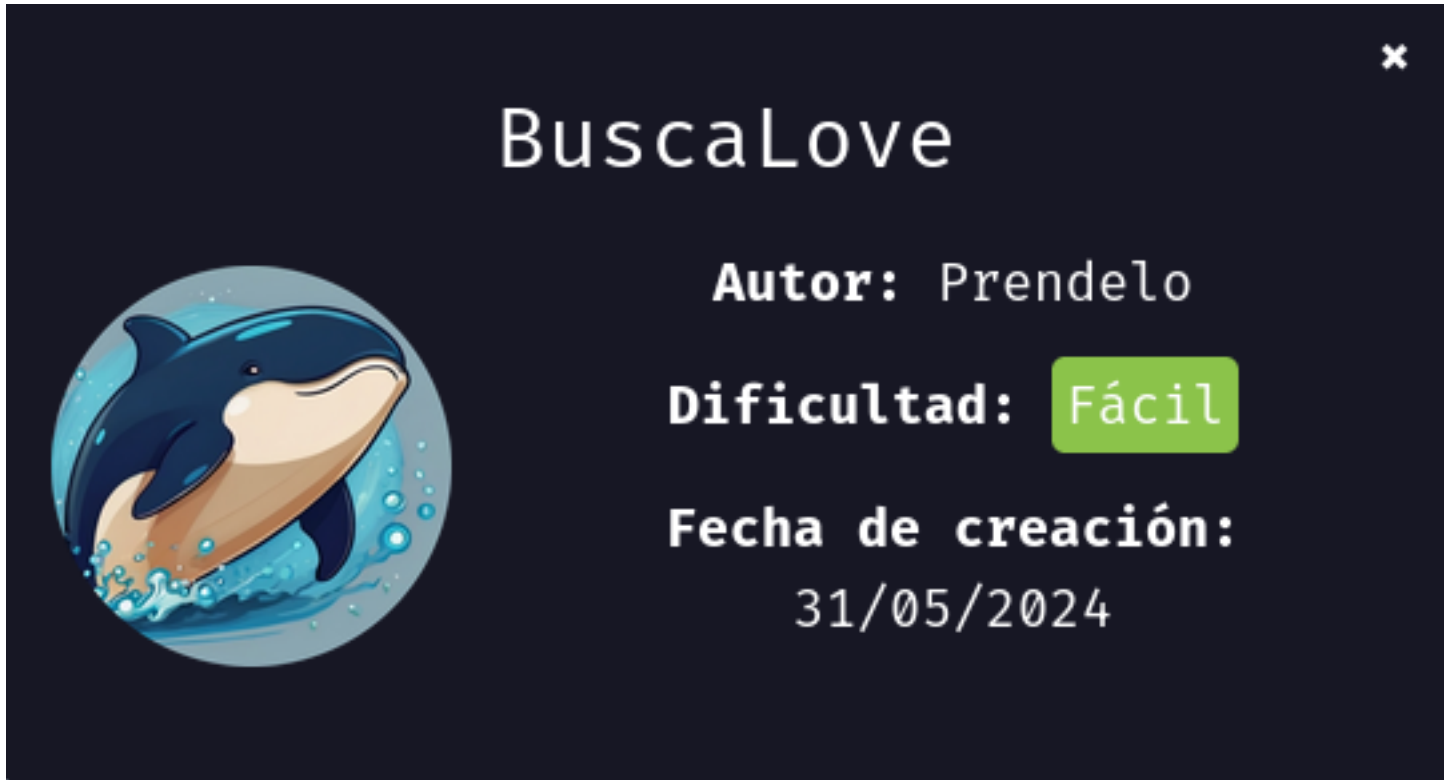 BuscaLove
Autor: Prendelo
Dificultad: Fácil
Fecha de creación:
31/05/2024